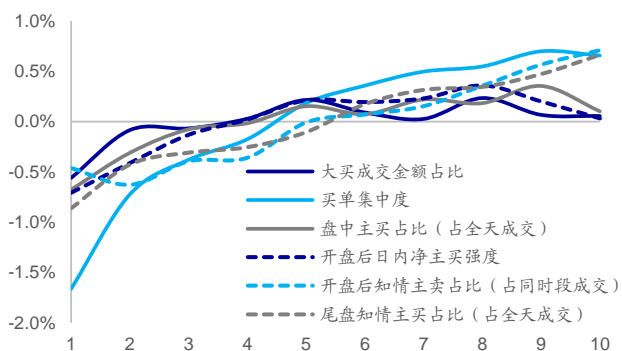 1.0%
0.5%
0.0%
-0.5%
-1.0%
-1.5%
-2.0%
大买成交金额占比
买单集中度
盘中主买占比（占全天成交）
开盘后日内净主买强度
开盘后知情主卖占比（占同时段成交）
尾盘知情主买占比（占全天成交）
1 2 3 4 5 6 7 8 9 10